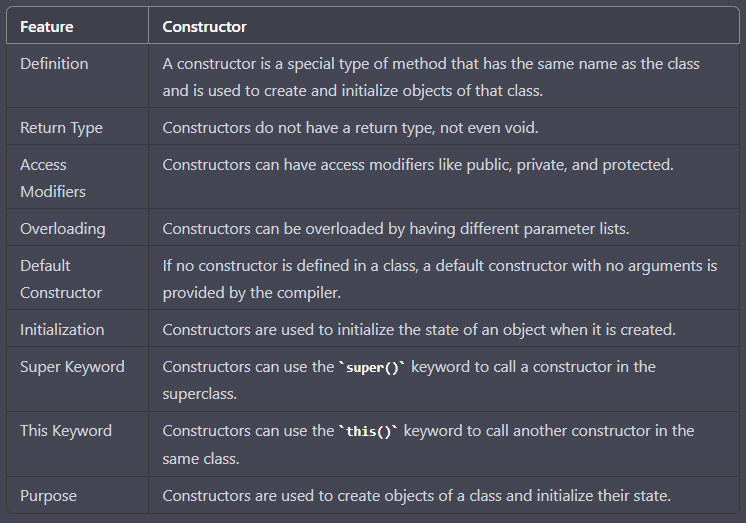 Feature Constructor
Definition A constructor is a special type of method that has the same name as the class
and is used to create and initialize objects of that class.
Return Type Constructors do not have a return type, not even void.
Access Constructors can have access modifiers like public, private, and protected.
Modifiers
Overloading Constructors can be overloaded by having different parameter lists.
Default If no constructor is defined in a class, a default constructor with no arguments is
Constructor provided by the compiler.
Initialization Constructors are used to initialize the state of an object when it is created.
Super Keyword Constructors can use the `super()` keyword to call a constructor in the
superclass.
This Keyword Constructors can use the `this()` keyword to call another constructor in the
same class.
Purpose Constructors are used to create objects of a class and initialize their state.